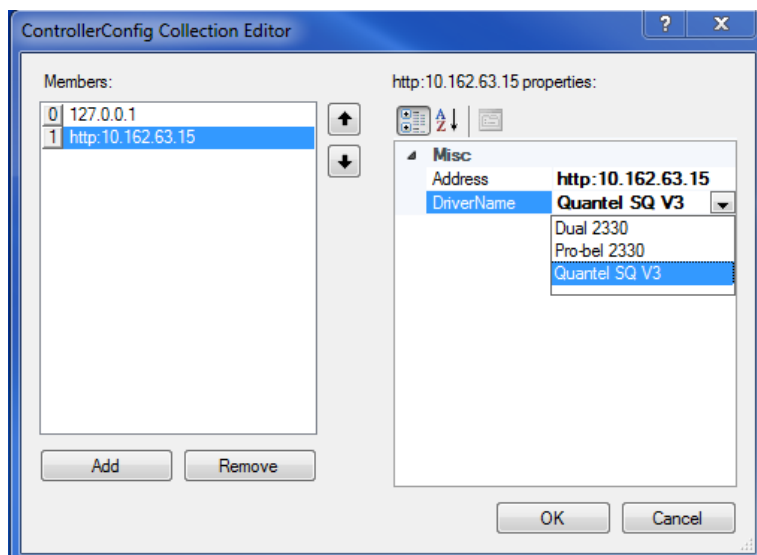 ControllerConfig Collection Editor
?
x
Members:
0 127.0.0.1
1 http:10.162.63.15
Add
Remove
http:10.162.63.15 properties:
A
Z
Misc
Address http:10.162.63.15
DriverName Quantel SQ V3
Dual 2330
Pro-bel 2330
Quantel SQ V3
OK
Cancel